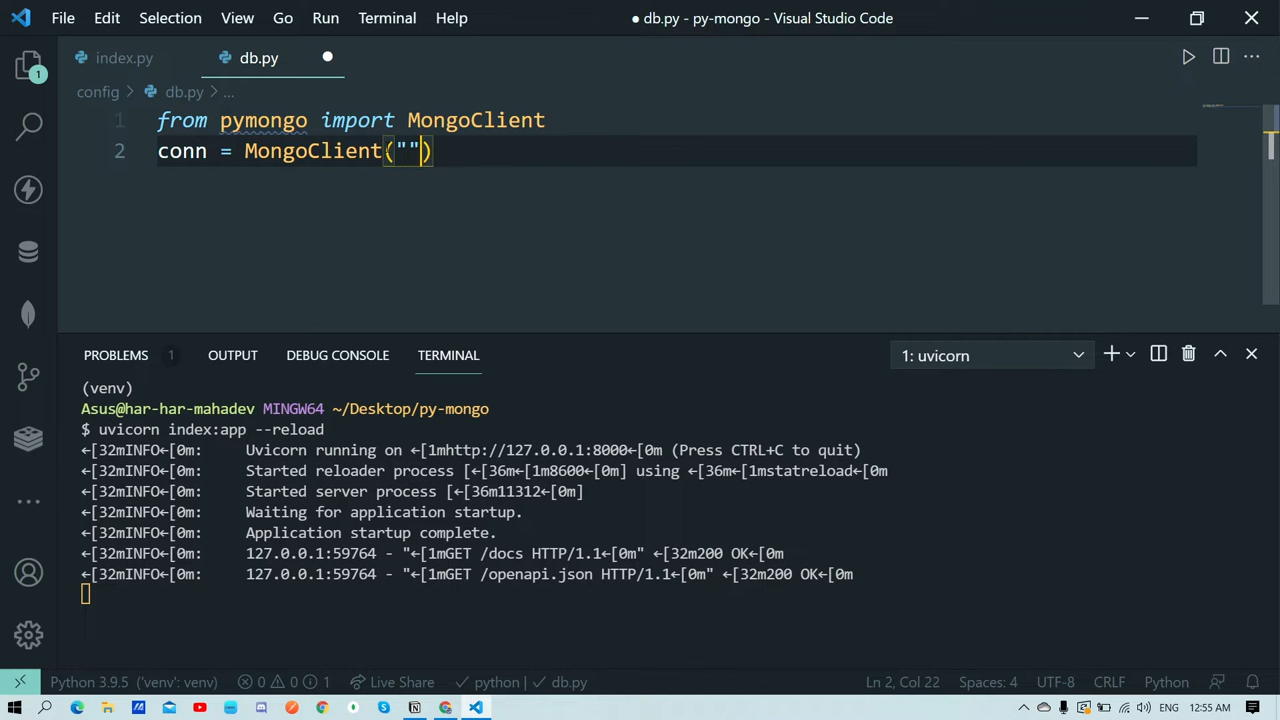 File Edit Selection View Go Run Terminal Help ● db.py - py-mongo - Visual Studio Code
index.py db.py
1
config > db.py > ...
1 from pymongo import MongoClient
2 conn = MongoClient("")
PROBLEMS 1 OUTPUT DEBUG CONSOLE TERMINAL 1: uvicorn
(venv)
Asus@har-har-mahadev MINGW64 ~/Desktop/py-mongo
$ uvicorn index:app --reload
←[32mINFO←[0m:     Uvicorn running on ←[1mhttp://127.0.0.1:8000←[0m (Press CTRL+C to quit)
←[32mINFO←[0m:     Started reloader process [←[36m←[1m8600←[0m] using ←[36m←[1mstatreload←[0m
←[32mINFO←[0m:     Started server process [←[36m11312←[0m]
←[32mINFO←[0m:     Waiting for application startup.
←[32mINFO←[0m:     Application startup complete.
←[32mINFO←[0m:     127.0.0.1:59764 - "←[1mGET /docs HTTP/1.1←[0m" ←[32m200 OK←[0m
←[32mINFO←[0m:     127.0.0.1:59764 - "←[1mGET /openapi.json HTTP/1.1←[0m" ←[32m200 OK←[0m
Python 3.9.5 ('venv': venv) 0 0 1 Live Share python | db.py Ln 2, Col 22 Spaces: 4 UTF-8 CRLF Python
ENG 12:55 AM